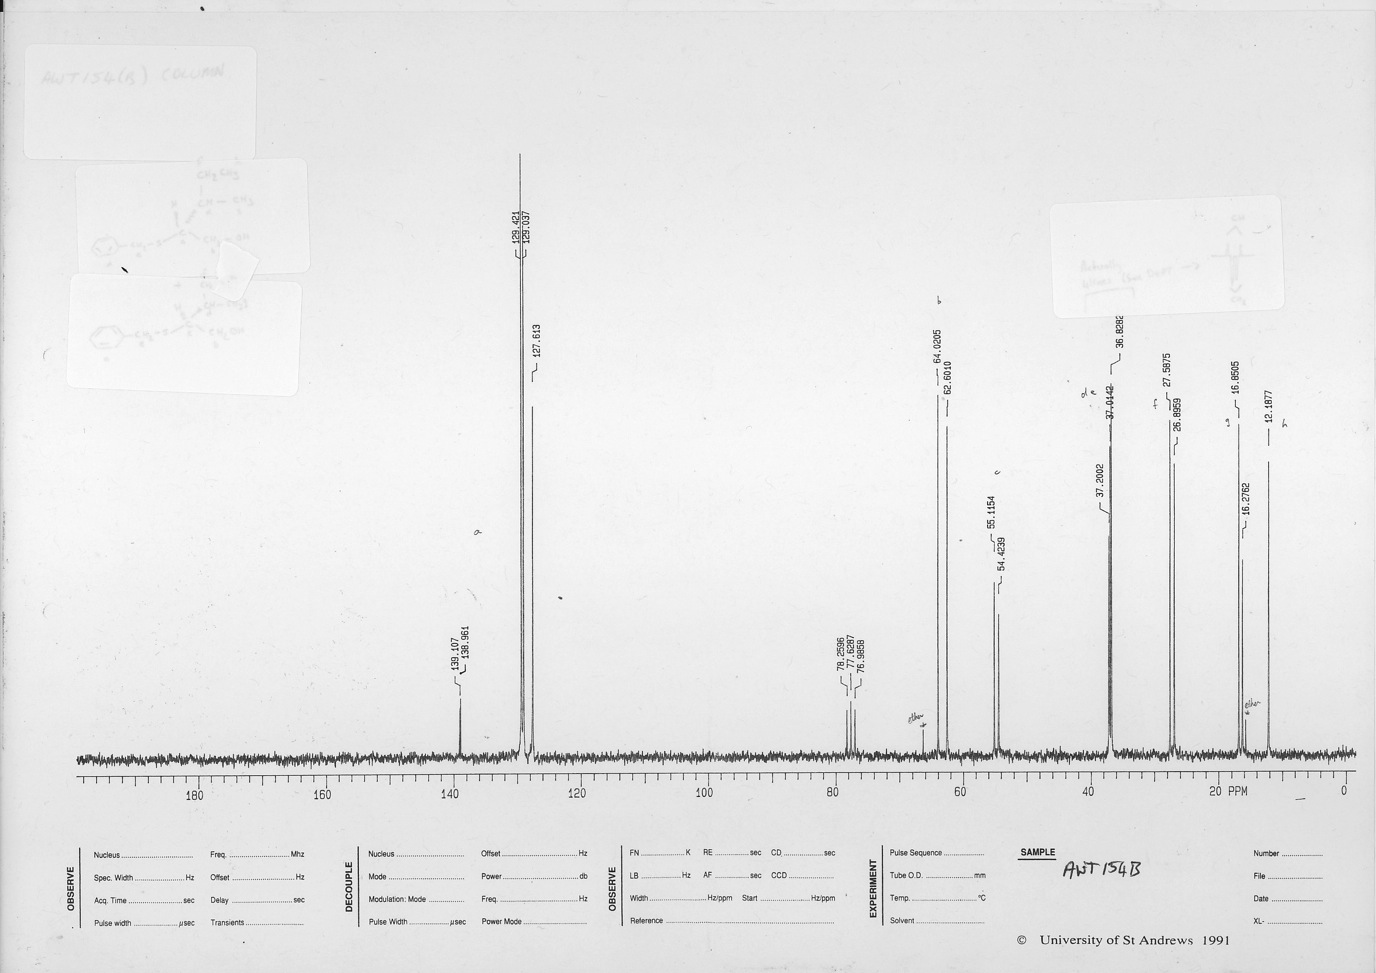 AWT154(B) COLUMN
129.421
129.037
127.613
b
64.0205
62.6010
36.8282
d e
37.0142
37.2002
f
27.5875
26.8959
16.8505
g
16.2762
12.1877
h
c
55.1154
54.4239
a
139.107
138.961
78.2596
77.6287
76.9858
ether
ether
180
160
140
120
100
80
60
40
20 PPM
0
OBSERVE
Nucleus
Freq. Mhz
Spec. Width Hz
Offset Hz
Acq. Time sec
Delay sec
Pulse width µsec
Transients
DECOUPLE
Nucleus
Offset Hz
Mode
Power db
Modulation: Mode
Freq. Hz
Pulse Width µsec
Power Mode
OBSERVE
FN K RE sec CD sec
LB Hz AF sec CCD
Width Hz/ppm Start Hz/ppm
Reference
EXPERIMENT
Pulse Sequence
Tube O.D. mm
Temp. °C
Solvent
SAMPLE
AWT154B
Number
File
Date
XL-
© University of St Andrews 1991